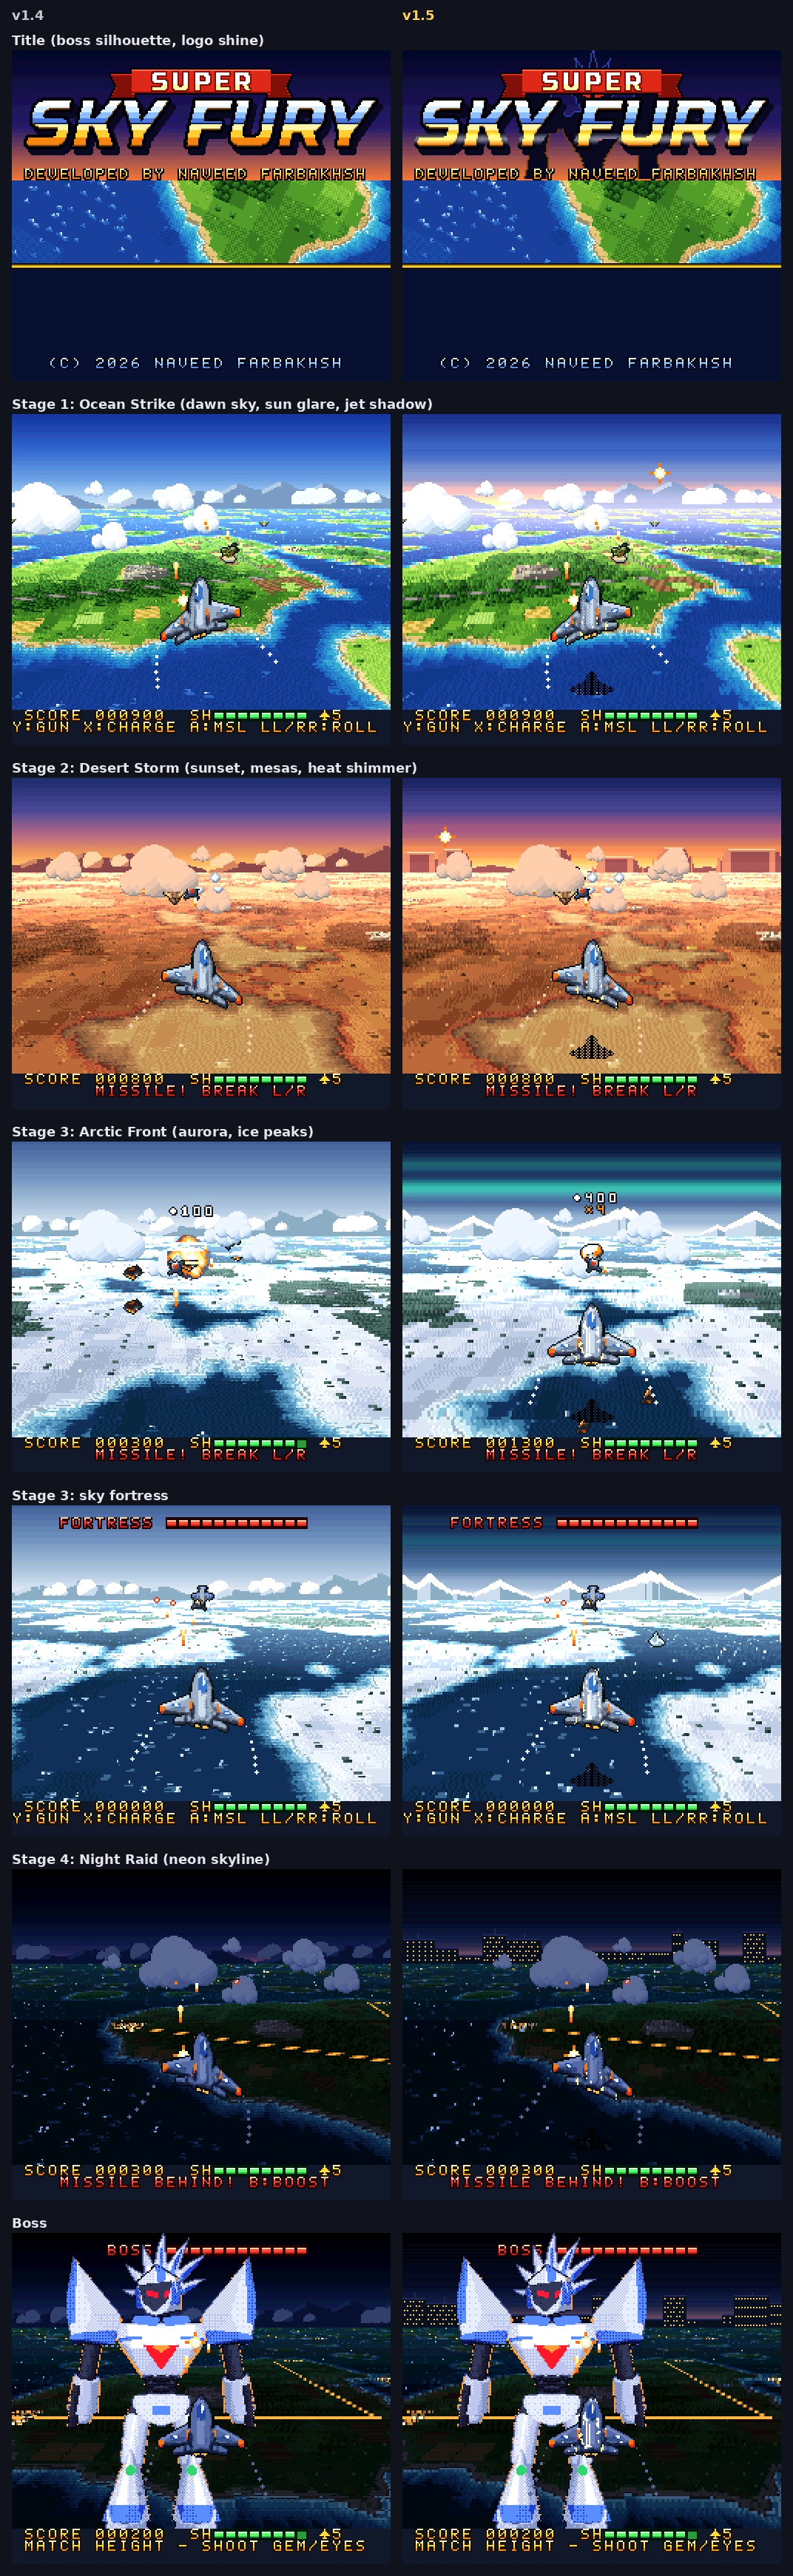 v1.4 v1.5
Title (boss silhouette, logo shine)
SUPER SUPER
SKY FURY SKY FURY
DEVELOPED BY NAVEED FARBAKHSH DEVELOPED BY NAVEED FARBAKHSH
(C) 2026 NAVEED FARBAKHSH (C) 2026 NAVEED FARBAKHSH
Stage 1: Ocean Strike (dawn sky, sun glare, jet shadow)
SCORE 000900 SH 5 SCORE 000900 SH 5
Y:GUN X:CHARGE A:MSL LL/RR:ROLL Y:GUN X:CHARGE A:MSL LL/RR:ROLL
Stage 2: Desert Storm (sunset, mesas, heat shimmer)
SCORE 000800 SH 5 SCORE 000800 SH 5
MISSILE! BREAK L/R MISSILE! BREAK L/R
Stage 3: Arctic Front (aurora, ice peaks)
100 400
x4
SCORE 000300 SH 5 SCORE 001300 SH 5
MISSILE! BREAK L/R MISSILE! BREAK L/R
Stage 3: sky fortress
FORTRESS FORTRESS
SCORE 000000 SH 5 SCORE 000000 SH 5
Y:GUN X:CHARGE A:MSL LL/RR:ROLL Y:GUN X:CHARGE A:MSL LL/RR:ROLL
Stage 4: Night Raid (neon skyline)
SCORE 000300 SH 5 SCORE 000300 SH 5
MISSILE BEHIND! B:BOOST MISSILE BEHIND! B:BOOST
Boss
BOSS BOSS
SCORE 000200 SH 5 SCORE 000200 SH 5
MATCH HEIGHT - SHOOT GEM/EYES MATCH HEIGHT - SHOOT GEM/EYES